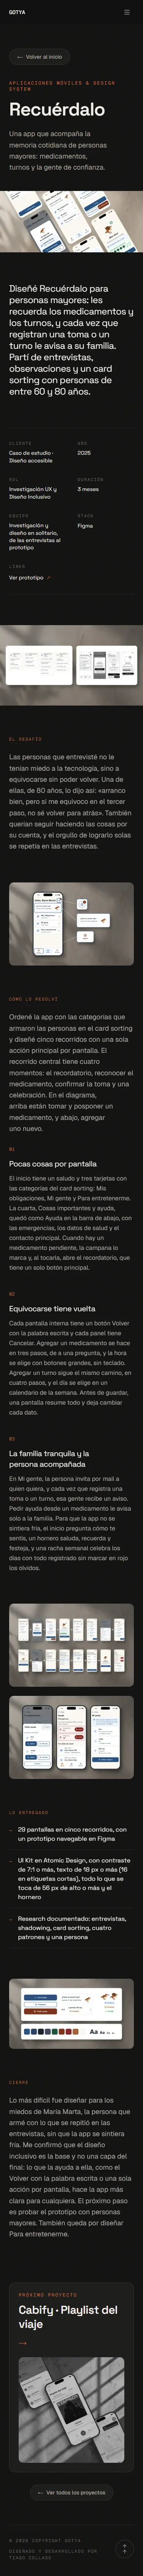 GOTYA
← Volver al inicio
APLICACIONES MÓVILES & DESIGN
SYSTEM
Recuérdalo
Una app que acompaña la
memoria cotidiana de personas
mayores: medicamentos,
turnos y la gente de confianza.
Diseñé Recuérdalo para
personas mayores: les
recuerda los medicamentos y
los turnos, y cada vez que
registran una toma o un
turno le avisa a su familia.
Partí de entrevistas,
observaciones y un card
sorting con personas de
entre 60 y 80 años.
CLIENTE
Caso de estudio ·
Diseño accesible
AÑO
2025
ROL
Investigación UX y
Diseño Inclusivo
DURACIÓN
3 meses
EQUIPO
Investigación y
diseño en solitario,
de las entrevistas al
prototipo
STACK
Figma
LINKS
Ver prototipo ↗
EL DESAFÍO
Las personas que entrevisté no le
tenían miedo a la tecnología, sino a
equivocarse sin poder volver. Una de
ellas, de 80 años, lo dijo así: «arranco
bien, pero si me equivoco en el tercer
paso, no sé volver para atrás». También
querían seguir haciendo las cosas por
su cuenta, y el orgullo de lograrlo solas
se repetía en las entrevistas.
CÓMO LO RESOLVÍ
Ordené la app con las categorías que
armaron las personas en el card sorting
y diseñé cinco recorridos con una sola
acción principal por pantalla. El
recorrido central tiene cuatro
momentos: el recordatorio, reconocer el
medicamento, confirmar la toma y una
celebración. En el diagrama,
arriba están tomar y posponer un
medicamento, y abajo, agregar
uno nuevo.
01
Pocas cosas por pantalla
El inicio tiene un saludo y tres tarjetas con
las categorías del card sorting: Mis
obligaciones, Mi gente y Para entretenerme.
La cuarta, Cosas importantes y ayuda,
quedó como Ayuda en la barra de abajo, con
las emergencias, los datos de salud y el
contacto principal. Cuando hay un
medicamento pendiente, la campana lo
marca y, al tocarla, abre el recordatorio, que
tiene un solo botón principal.
02
Equivocarse tiene vuelta
Cada pantalla interna tiene un botón Volver
con la palabra escrita y cada panel tiene
Cancelar. Agregar un medicamento se hace
en tres pasos, de a una pregunta, y la hora
se elige con botones grandes, sin teclado.
Agregar un turno sigue el mismo camino, en
cuatro pasos, y el día se elige en un
calendario de la semana. Antes de guardar,
una pantalla resume todo y deja cambiar
cada dato.
03
La familia tranquila y la
persona acompañada
En Mi gente, la persona invita por mail a
quien quiera, y cada vez que registra una
toma o un turno, esa gente recibe un aviso.
Pedir ayuda desde un medicamento le avisa
solo a la familia. Para que la app no se
sintiera fría, el inicio pregunta cómo te
sentís, un hornero saluda, recuerda y
festeja, y una racha semanal celebra los
días con todo registrado sin marcar en rojo
los olvidos.
LO ENTREGADO
– 29 pantallas en cinco recorridos, con
un prototipo navegable en Figma
– UI Kit en Atomic Design, con contraste
de 7:1 o más, texto de 18 px o más (16
en etiquetas cortas), todo lo que se
toca de 56 px de alto o más y el
hornero
– Research documentado: entrevistas,
shadowing, card sorting, cuatro
patrones y una persona
Aa
CIERRE
Lo más difícil fue diseñar para los
miedos de María Marta, la persona que
armé con lo que se repitió en las
entrevistas, sin que la app se sintiera
fría. Me confirmó que el diseño
inclusivo es la base y no una capa del
final: lo que la ayuda a ella, como el
Volver con la palabra escrita o una sola
acción por pantalla, hace la app más
clara para cualquiera. El próximo paso
es probar el prototipo con personas
mayores. También queda por diseñar
Para entretenerme.
PRÓXIMO PROYECTO
Cabify · Playlist del
viaje
→
← Ver todos los proyectos
© 2026 COPYRIGHT GOTYA
DISEÑADO Y DESARROLLADO POR
TIAGO COLLADO